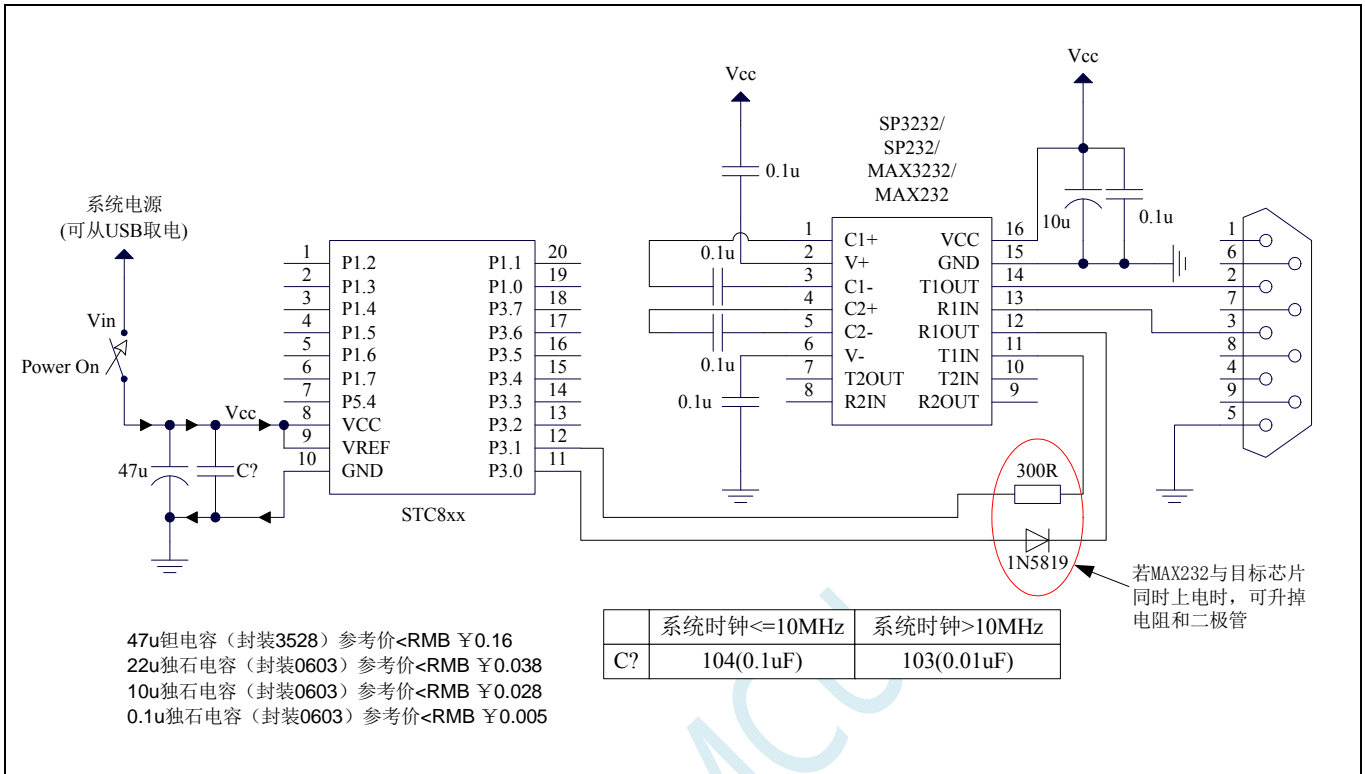 系统电源
(可从USB取电)
Vin
Power On
Vcc
47u
C?
1 P1.2 P1.1 20
2 P1.3 P1.0 19
3 P1.4 P3.7 18
4 P1.5 P3.6 17
5 P1.6 P3.5 16
6 P1.7 P3.4 15
7 P5.4 P3.3 14
8 VCC P3.2 13
9 VREF P3.1 12
10 GND P3.0 11
STC8xx
Vcc
0.1u
0.1u
0.1u
0.1u
SP3232/
SP232/
MAX3232/
MAX232
1 C1+ VCC 16
2 V+ GND 15
3 C1- T1OUT 14
4 C2+ R1IN 13
5 C2- R1OUT 12
6 V- T1IN 11
7 T2OUT T2IN 10
8 R2IN R2OUT 9
Vcc
10u
0.1u
1
6
2
7
3
8
4
9
5
300R
1N5819
若MAX232与目标芯片
同时上电时，可升掉
电阻和二极管
系统时钟<=10MHz 系统时钟>10MHz
C? 104(0.1uF) 103(0.01uF)
47u钽电容（封装3528）参考价<RMB ￥0.16
22u独石电容（封装0603）参考价<RMB ￥0.038
10u独石电容（封装0603）参考价<RMB ￥0.028
0.1u独石电容（封装0603）参考价<RMB ￥0.005
MCU